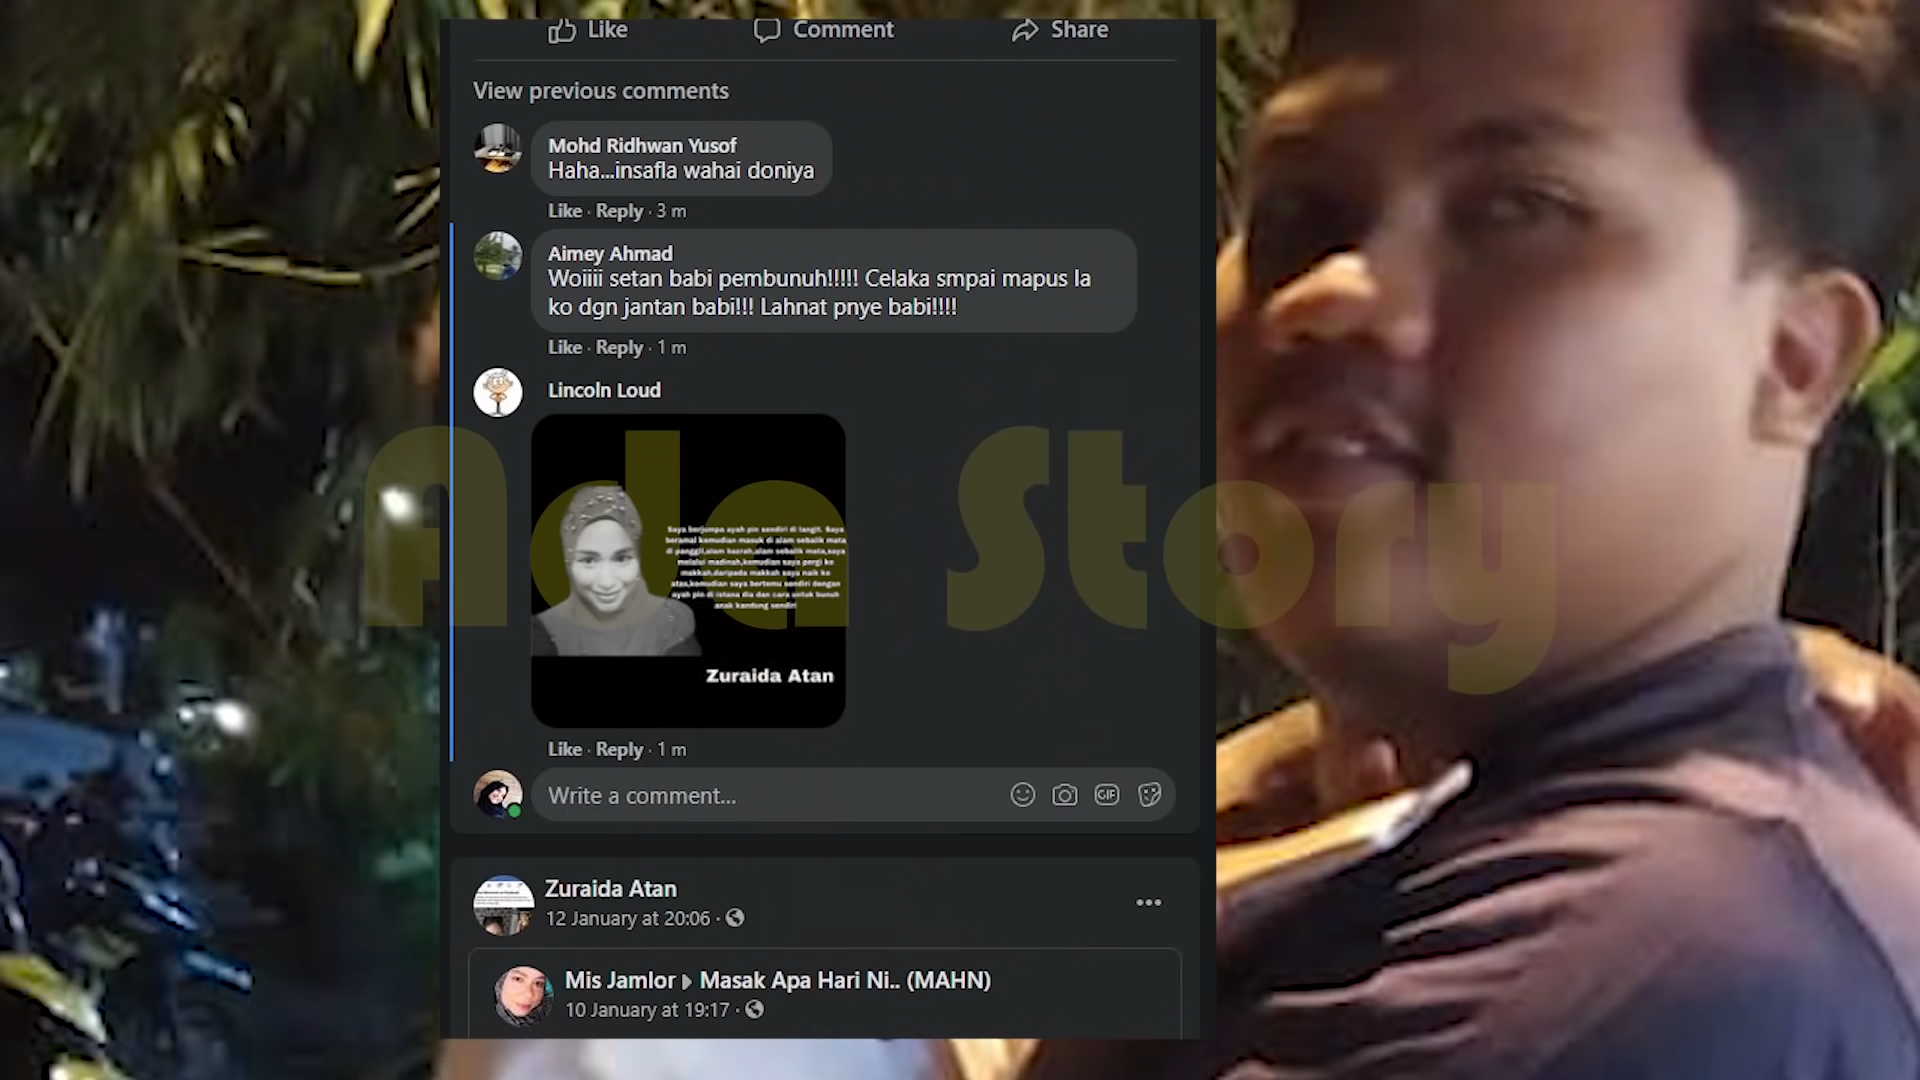 Like Comment Share
View previous comments
Mohd Ridhwan Yusof
Haha...insafla wahai doniya
Like · Reply · 3 m
Aimey Ahmad
Woiiii setan babi pembunuh!!!!! Celaka smpai mapus la
ko dgn jantan babi!!! Lahnat pnye babi!!!!
Like · Reply · 1 m
Lincoln Loud
Saya berjumpa ayah pin sendiri di langit. Saya
beramal kemudian masuk di alam sebalik mata
di panggil,alam bazrah,alam sebalik mata,saya
melalui madinah,kemudian saya pergi ke
makkah,daripada makkah saya naik ke
atas,kemudian saya bertemu sendiri dengan
ayah pin di istana dia dan cara untuk bunuh
anak kandung sendiri
Zuraida Atan
Ada Story
Like · Reply · 1 m
Write a comment...
GIF
Zuraida Atan
12 January at 20:06 ·
Mis Jamlor ▸ Masak Apa Hari Ni.. (MAHN)
10 January at 19:17 ·